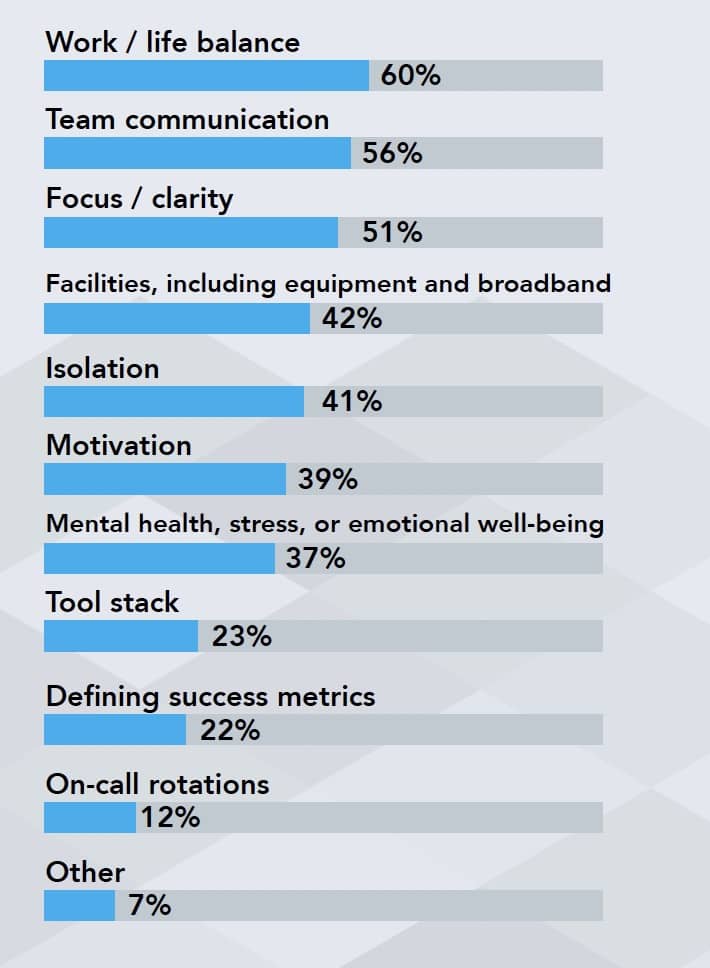 Work / life balance
60%
Team communication
56%
Focus / clarity
51%
Facilities, including equipment and broadband
42%
Isolation
41%
Motivation
39%
Mental health, stress, or emotional well-being
37%
Tool stack
23%
Defining success metrics
22%
On-call rotations
12%
Other
7%